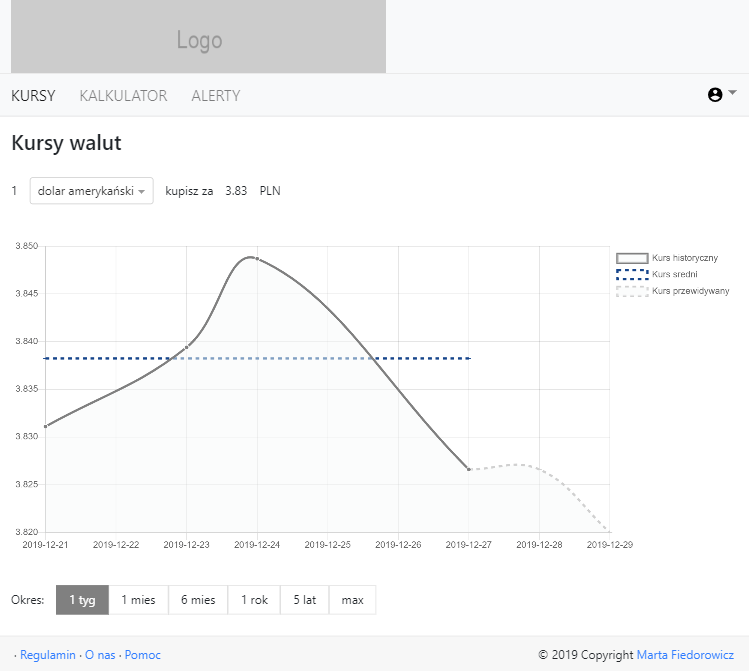 Logo
KURSY KALKULATOR ALERTY
Kursy walut
1 dolar amerykański kupisz za 3.83 PLN
3.850
3.845
3.840
3.835
3.830
3.825
3.820
2019-12-21 2019-12-22 2019-12-23 2019-12-24 2019-12-25 2019-12-26 2019-12-27 2019-12-28 2019-12-29
Kurs historyczny
Kurs sredni
Kurs przewidywany
Okres: 1 tyg 1 mies 6 mies 1 rok 5 lat max
· Regulamin · O nas · Pomoc
© 2019 Copyright Marta Fiedorowicz